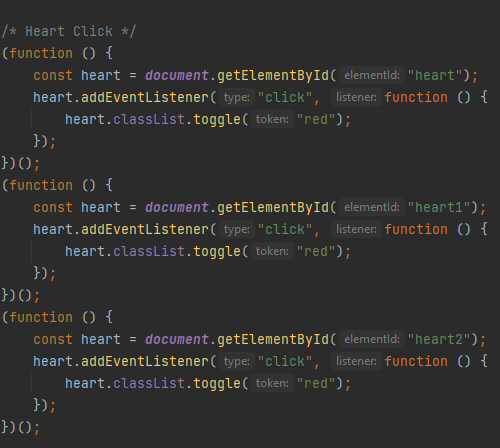 /* Heart Click */
(function () {
    const heart = document.getElementById( elementId: "heart");
    heart.addEventListener( type: "click",  listener: function () {
        heart.classList.toggle( token: "red");
    });
})();
(function () {
    const heart = document.getElementById( elementId: "heart1");
    heart.addEventListener( type: "click",  listener: function () {
        heart.classList.toggle( token: "red");
    });
})();
(function () {
    const heart = document.getElementById( elementId: "heart2");
    heart.addEventListener( type: "click",  listener: function () {
        heart.classList.toggle( token: "red");
    });
})();